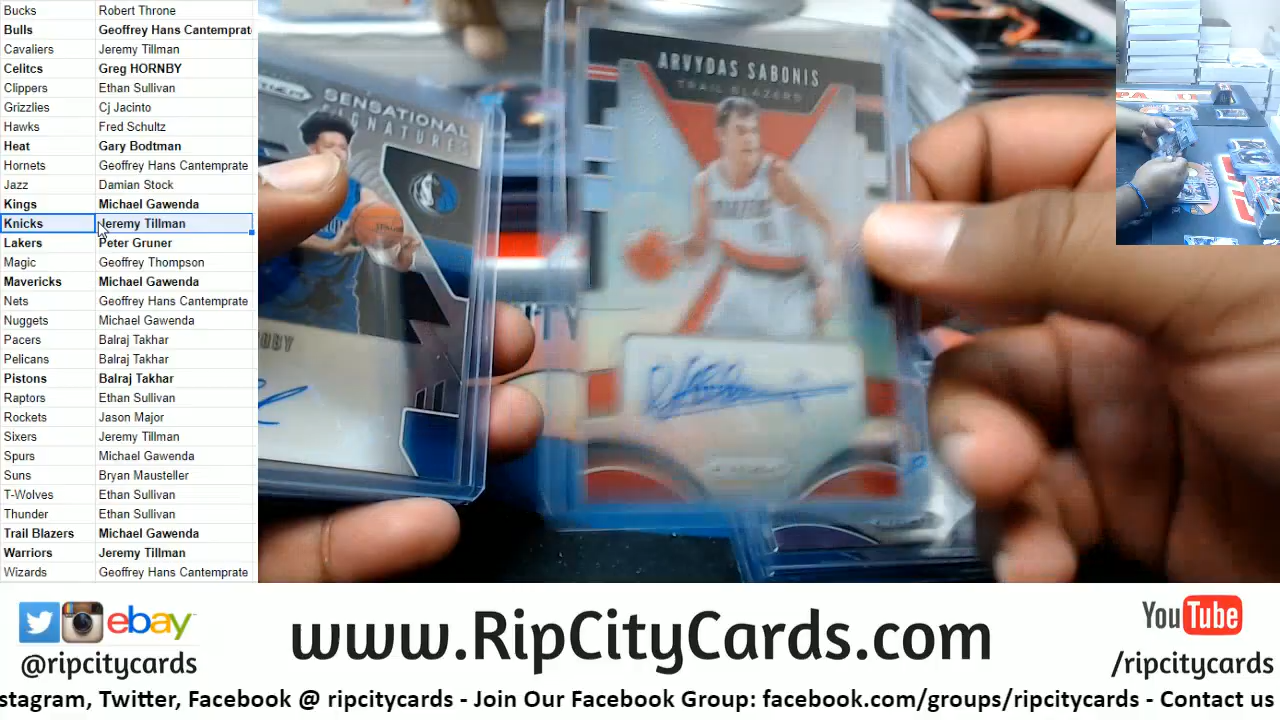 Bucks Robert Throne
Bulls Geoffrey Hans Cantemprat
Cavaliers Jeremy Tillman
Celitcs Greg HORNBY
Clippers Ethan Sullivan
Grizzlies Cj Jacinto
Hawks Fred Schultz
Heat Gary Bodtman
Hornets Geoffrey Hans Cantemprate
Jazz Damian Stock
Kings Michael Gawenda
Knicks Jeremy Tillman
Lakers Peter Gruner
Magic Geoffrey Thompson
Mavericks Michael Gawenda
Nets Geoffrey Hans Cantemprate
Nuggets Michael Gawenda
Pacers Balraj Takhar
Pelicans Balraj Takhar
Pistons Balraj Takhar
Raptors Ethan Sullivan
Rockets Jason Major
Sixers Jeremy Tillman
Spurs Michael Gawenda
Suns Bryan Mausteller
T-Wolves Ethan Sullivan
Thunder Ethan Sullivan
Trail Blazers Michael Gawenda
Warriors Jeremy Tillman
Wizards Geoffrey Hans Cantemprate
SENSATIONAL
ARVYDAS SABONIS
TRAIL BLAZERS
ebay
@ripcitycards
www.RipCityCards.com
YouTube
/ripcitycards
stagram, Twitter, Facebook @ ripcitycards - Join Our Facebook Group: facebook.com/groups/ripcitycards - Contact us